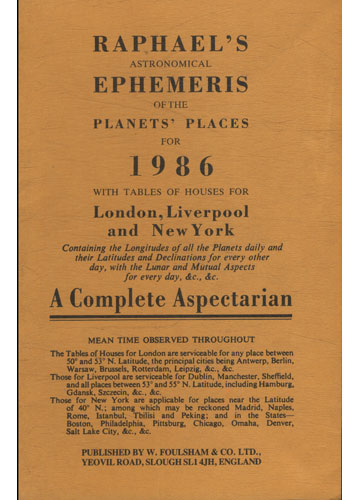 RAPHAEL'S
ASTRONOMICAL
EPHEMERIS
OF THE
PLANETS' PLACES
FOR
1986
WITH TABLES OF HOUSES FOR
London, Liverpool
and New York
Containing the Longitudes of all the Planets daily and
their Latitudes and Declinations for every other
day, with the Lunar and Mutual Aspects
for every day, &c., &c.
A Complete Aspectarian
MEAN TIME OBSERVED THROUGHOUT
The Tables of Houses for London are serviceable for any place between
50° and 53° N. Latitude, the principal cities being Antwerp, Berlin,
Warsaw, Brussels, Rotterdam, Leipzig, &c., &c.
Those for Liverpool are serviceable for Dublin, Manchester, Sheffield,
and all places between 53° and 55° N. Latitude, including Hamburg,
Gdansk, Szczecin, &c., &c.
Those for New York are applicable for places near the Latitude
of 40° N.; among which may be reckoned Madrid, Naples,
Rome, Istanbul, Tbilisi and Peking; and in the States—
Boston, Philadelphia, Pittsburg, Chicago, Omaha, Denver,
Salt Lake City, &c., &c.
PUBLISHED BY W. FOULSHAM & CO. LTD.,
YEOVIL ROAD, SLOUGH SL1 4JH, ENGLAND